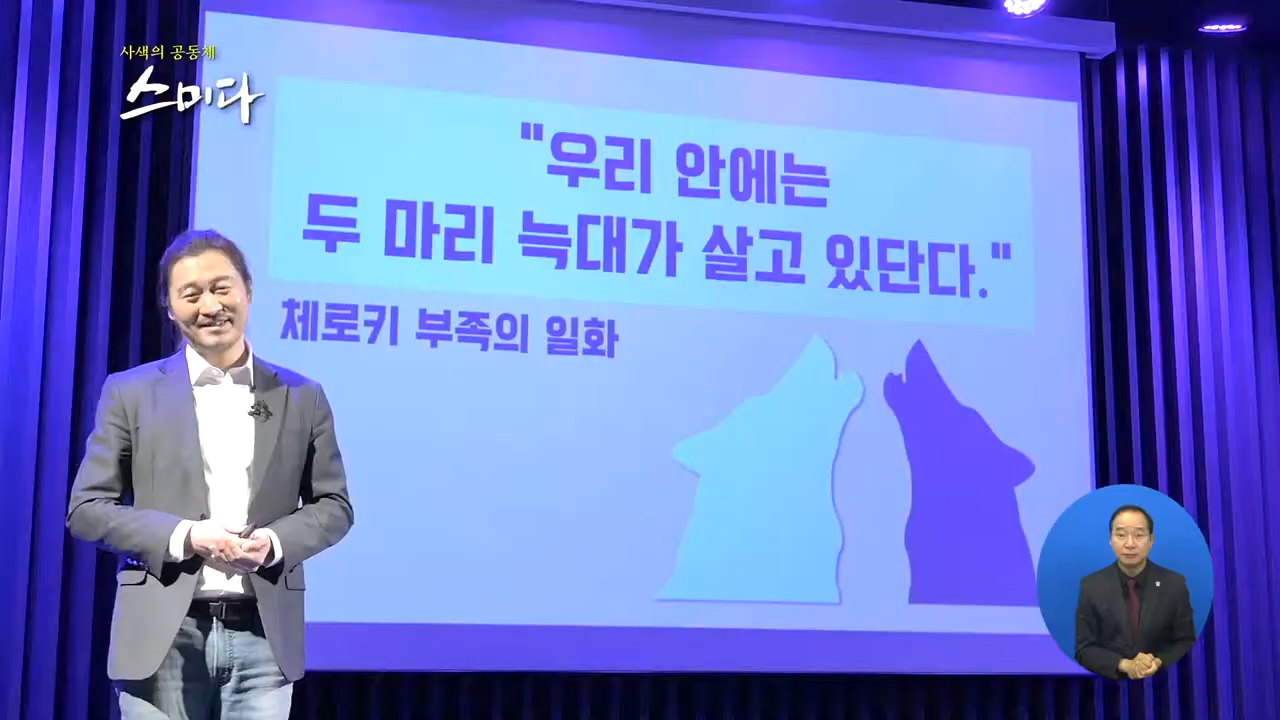 사색의 공동체
스미다
"우리 안에는
두 마리 늑대가 살고 있단다."
체로키 부족의 일화